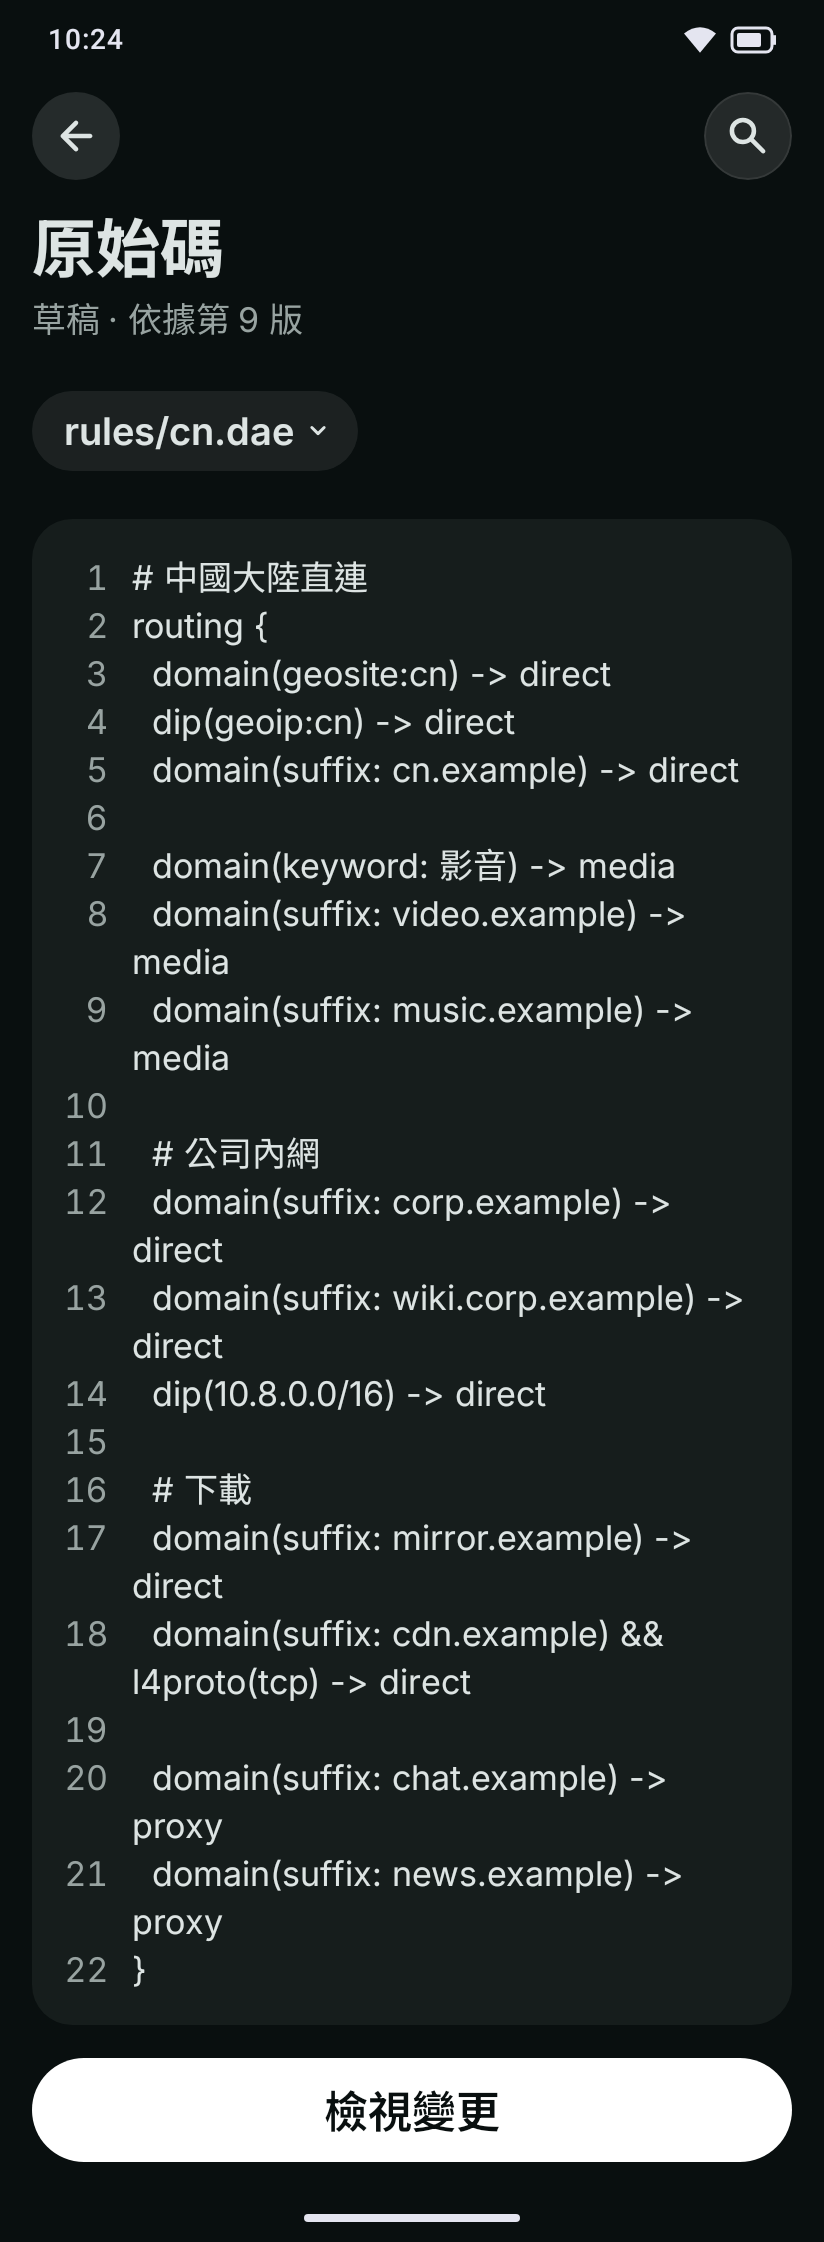 10:24
原始碼
草稿 · 依據第 9 版
rules/cn.dae
1 # 中國大陸直連
2 routing {
3   domain(geosite:cn) -> direct
4   dip(geoip:cn) -> direct
5   domain(suffix: cn.example) -> direct
6
7   domain(keyword: 影音) -> media
8   domain(suffix: video.example) ->
media
9   domain(suffix: music.example) ->
media
10
11   # 公司內網
12   domain(suffix: corp.example) ->
direct
13   domain(suffix: wiki.corp.example) ->
direct
14   dip(10.8.0.0/16) -> direct
15
16   # 下載
17   domain(suffix: mirror.example) ->
direct
18   domain(suffix: cdn.example) &&
l4proto(tcp) -> direct
19
20   domain(suffix: chat.example) ->
proxy
21   domain(suffix: news.example) ->
proxy
22 }
檢視變更